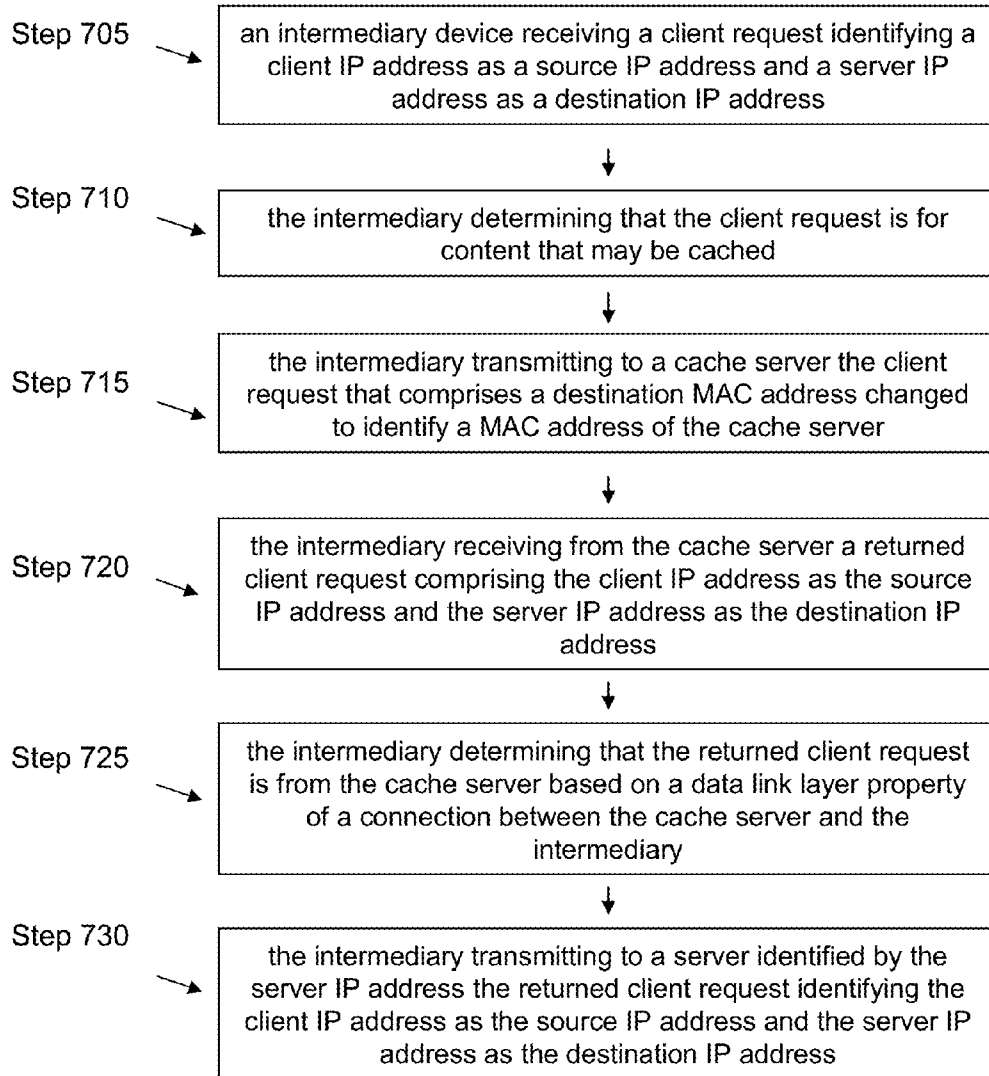 Step 705
an intermediary device receiving a client request identifying a
client IP address as a source IP address and a server IP
address as a destination IP address
Step 710
the intermediary determining that the client request is for
content that may be cached
Step 715
the intermediary transmitting to a cache server the client
request that comprises a destination MAC address changed
to identify a MAC address of the cache server
Step 720
the intermediary receiving from the cache server a returned
client request comprising the client IP address as the source
IP address and the server IP address as the destination IP
address
Step 725
the intermediary determining that the returned client request
is from the cache server based on a data link layer property
of a connection between the cache server and the
intermediary
Step 730
the intermediary transmitting to a server identified by the
server IP address the returned client request identifying the
client IP address as the source IP address and the server IP
address as the destination IP address